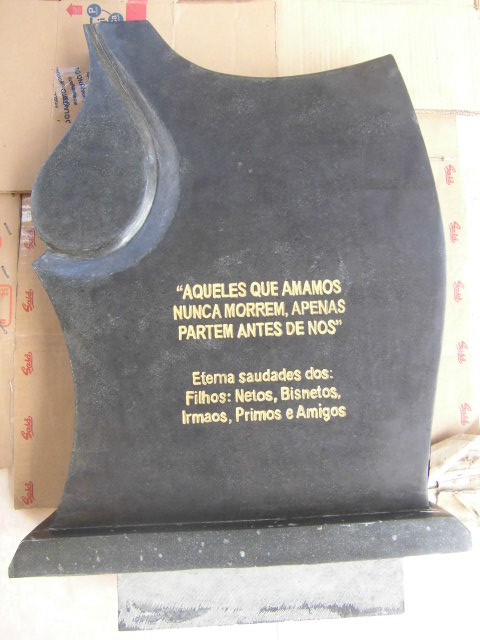 "AQUELES QUE AMAMOS
NUNCA MORREM, APENAS
PARTEM ANTES DE NOS"
Eterna saudades dos:
Filhos: Netos, Bisnetos,
Irmaos, Primos e Amigos